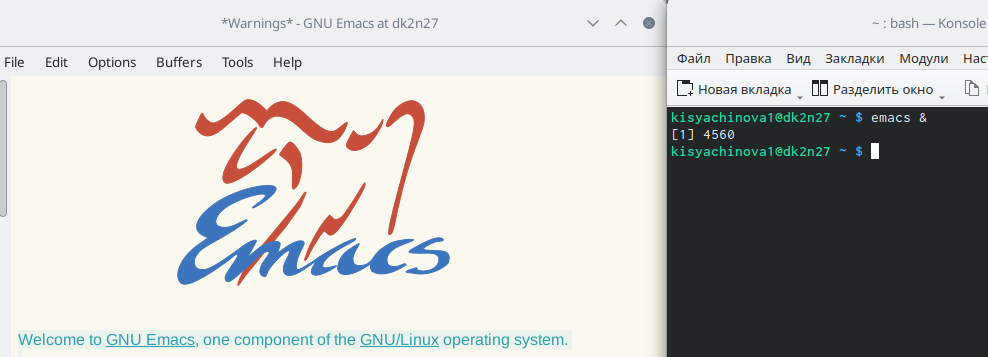 *Warnings* - GNU Emacs at dk2n27
File Edit Options Buffers Tools Help
Emacs
Welcome to GNU Emacs, one component of the GNU/Linux operating system.
~ : bash — Konsole
Файл Правка Вид Закладки Модули Наст
Новая вкладка Разделить окно
kisyachinova1@dk2n27 ~ $ emacs &
[1] 4560
kisyachinova1@dk2n27 ~ $